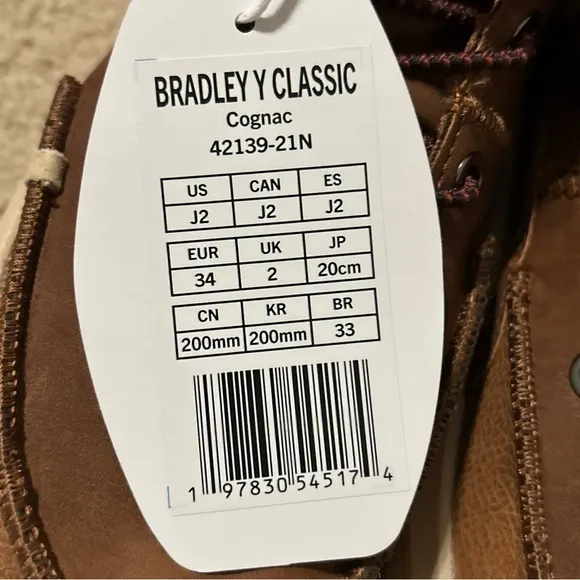 BRADLEY Y CLASSIC
Cognac
42139-21N
US CAN ES
J2 J2 J2
EUR UK JP
34 2 20cm
CN KR BR
200mm 200mm 33
1 97830 54517 4